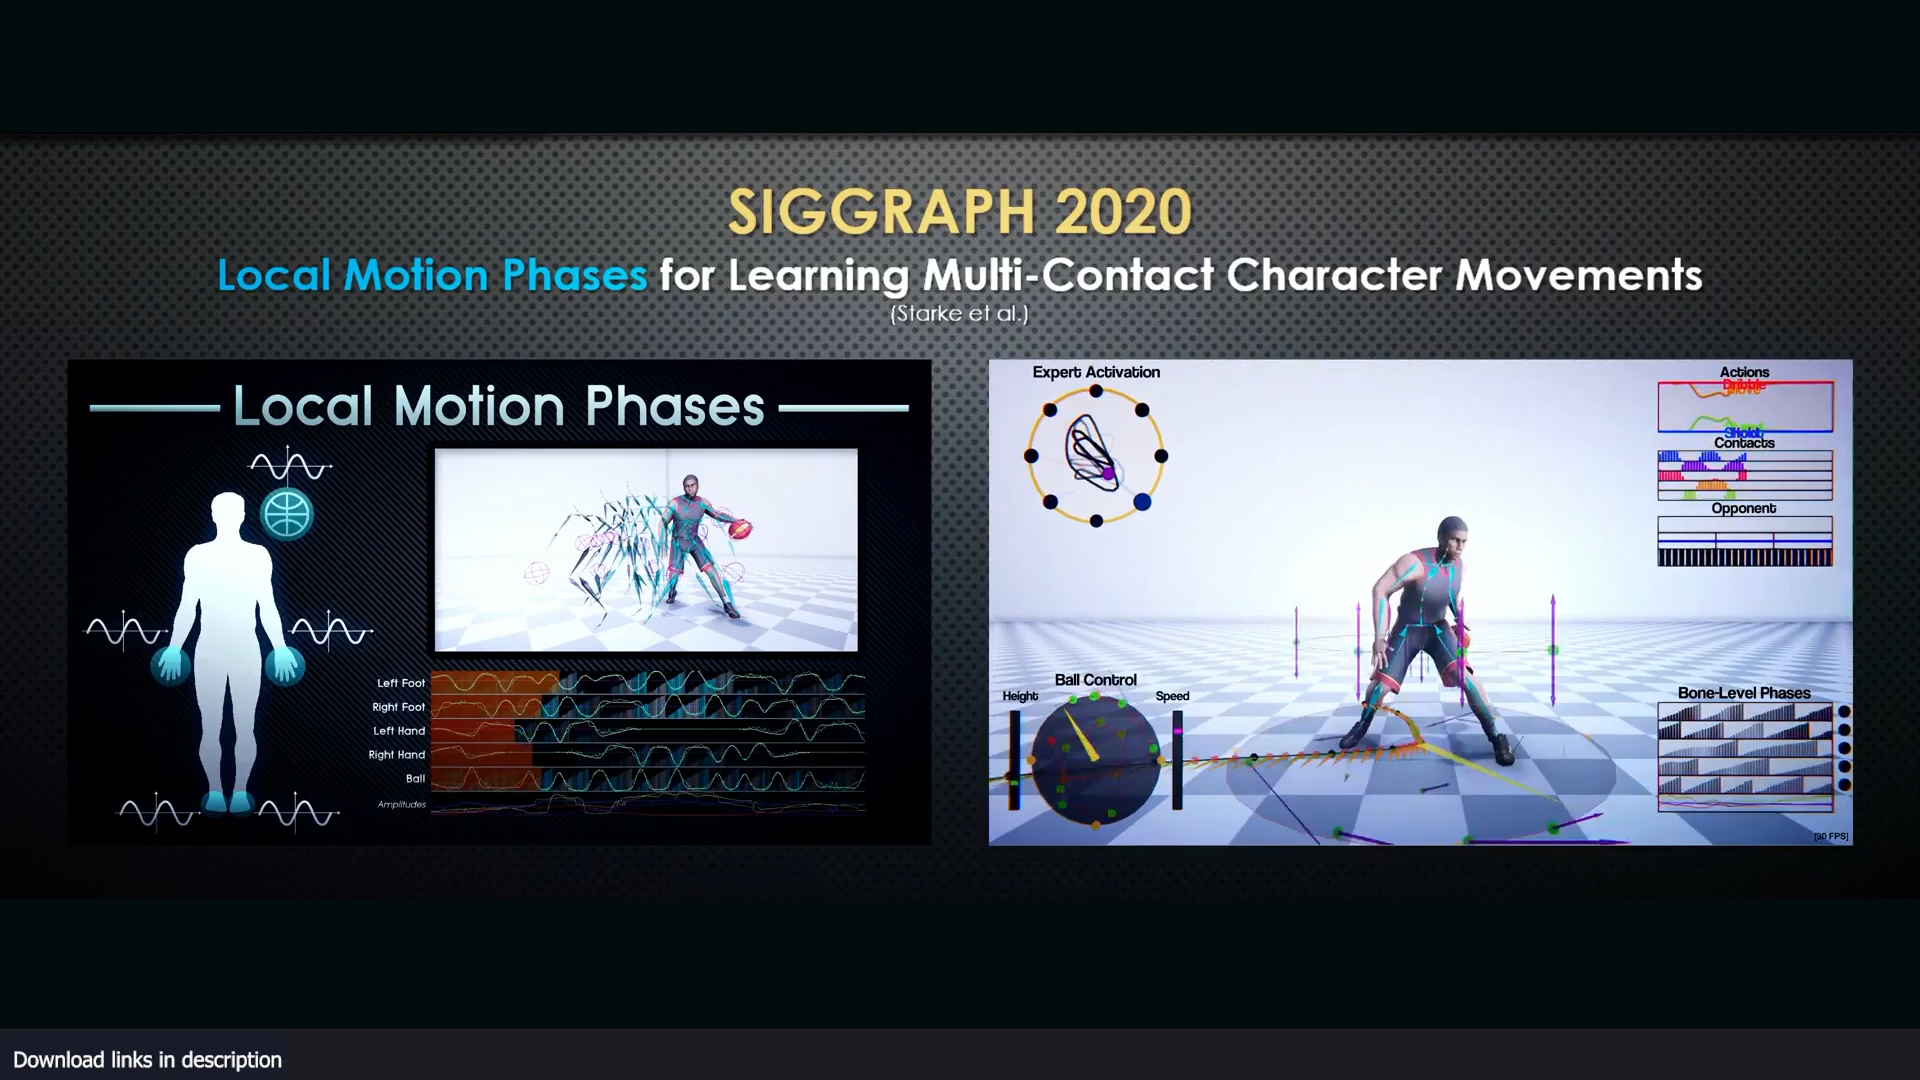 SIGGRAPH 2020
Local Motion Phases for Learning Multi-Contact Character Movements
(Starke et al.)
Local Motion Phases
Left Foot
Right Foot
Left Hand
Right Hand
Ball
Amplitudes
Expert Activation
Actions
Dribble
Move
Contacts
Opponent
Ball Control
Height
Speed
Bone-Level Phases
[30 FPS]
Download links in description